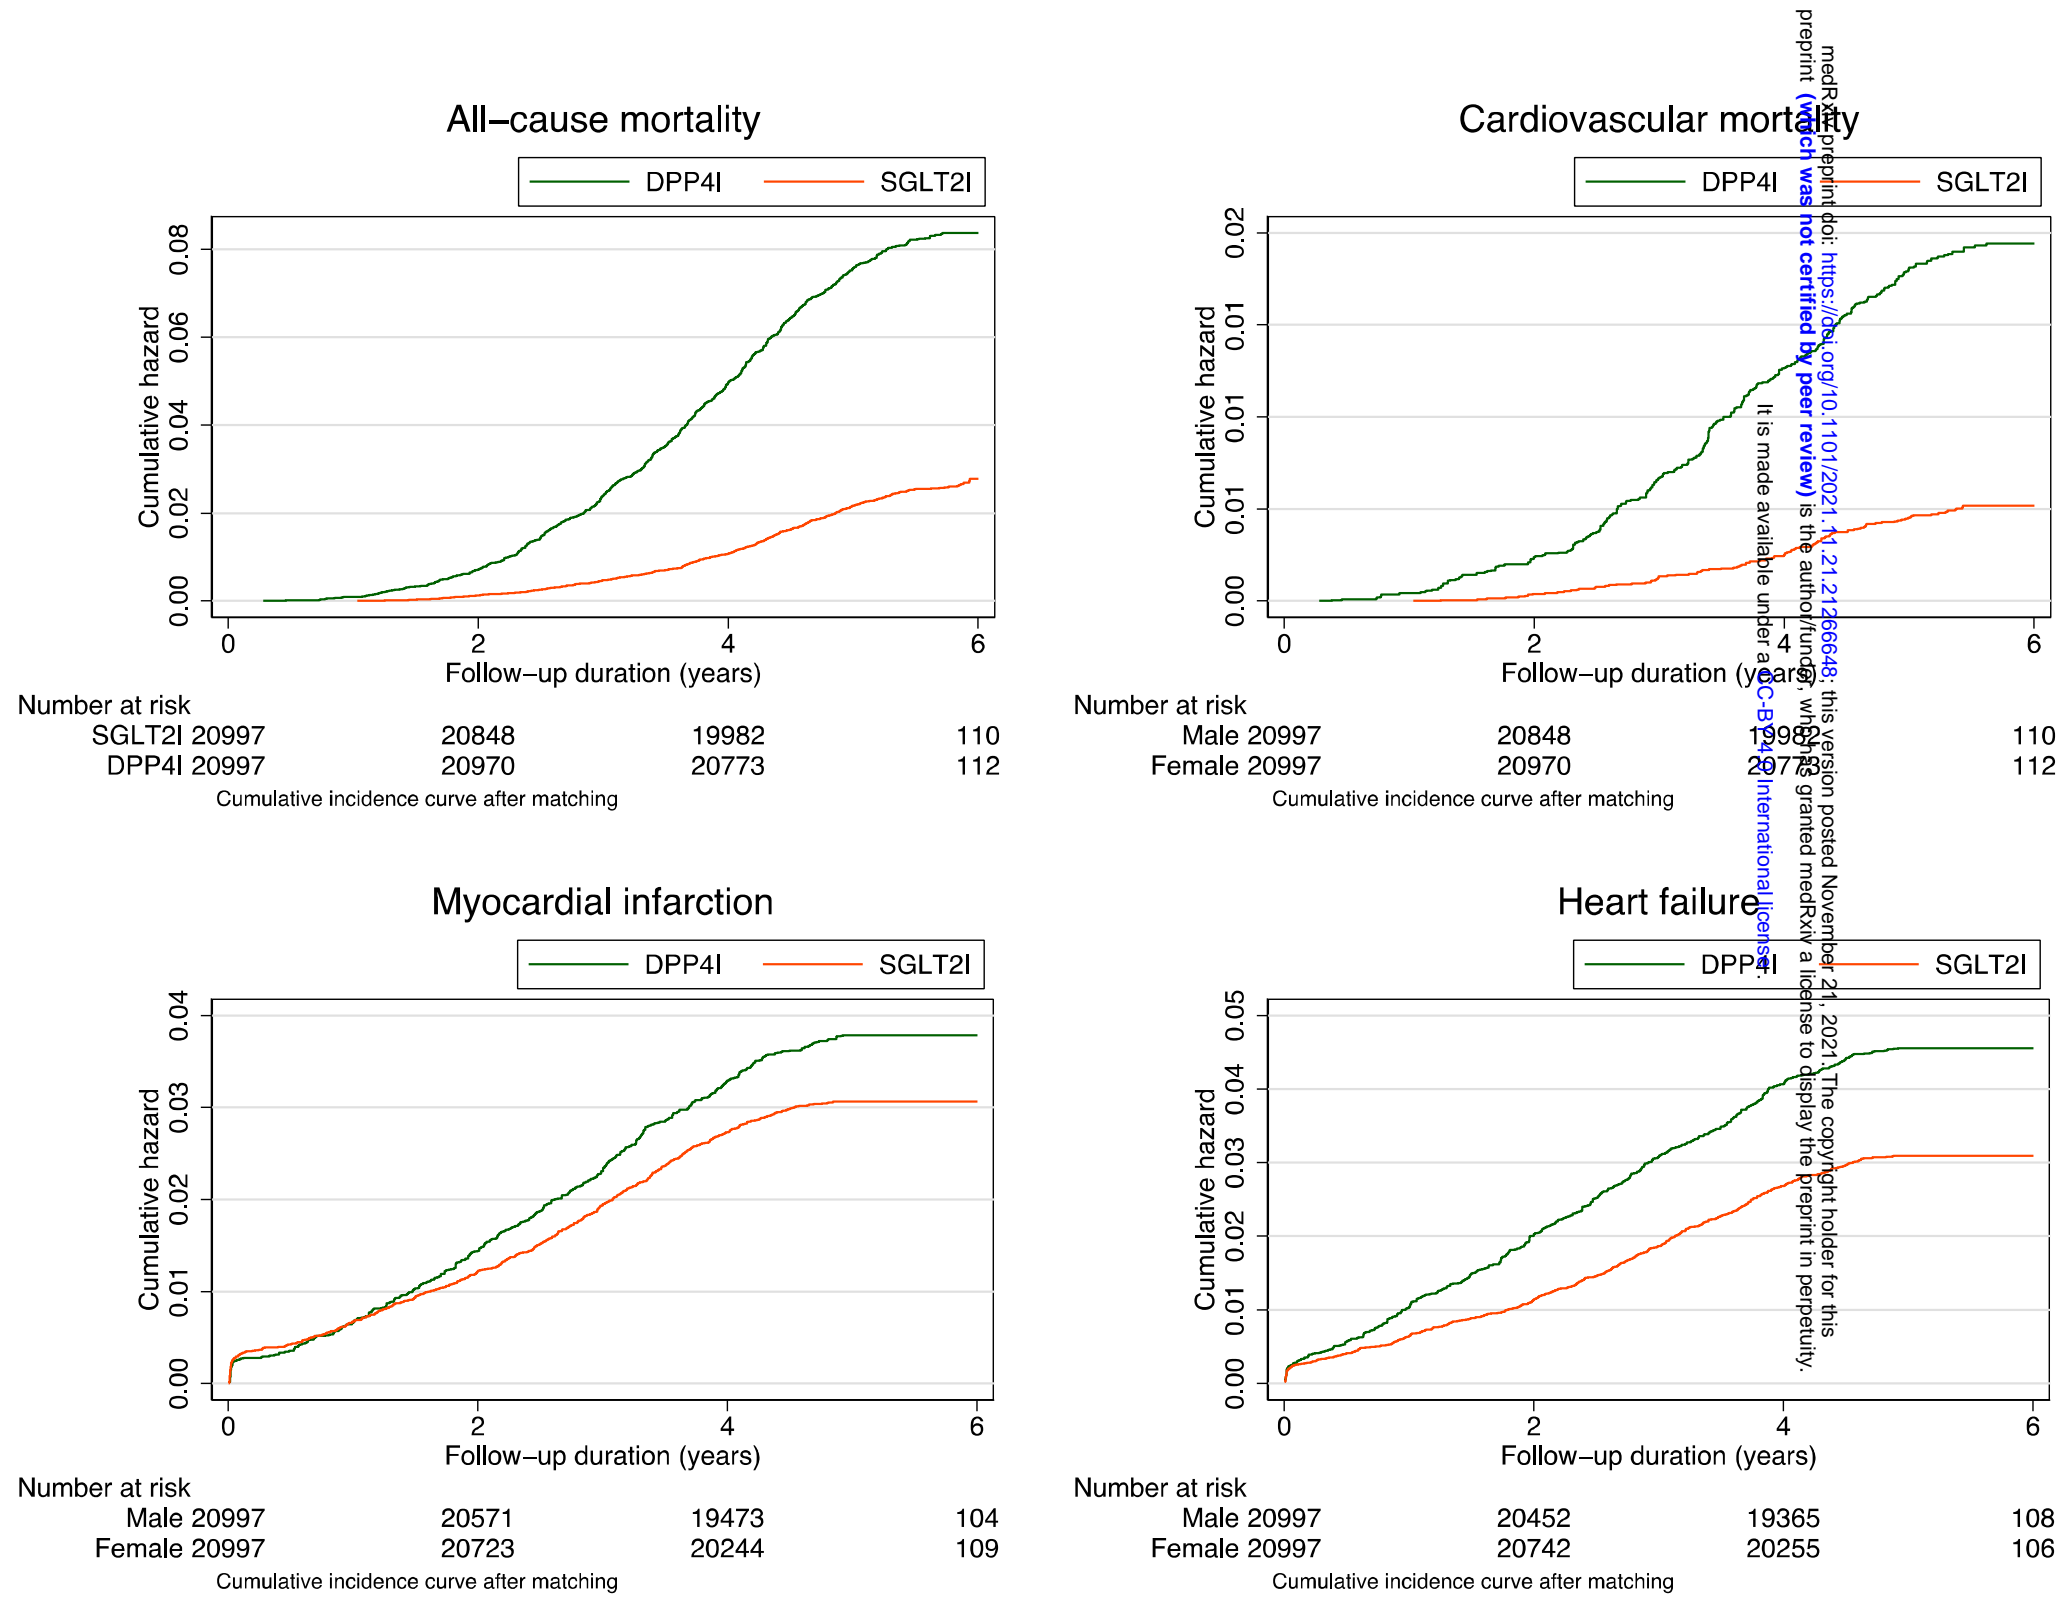 All−cause mortality
DPP4I SGLT2I
Cumulative hazard
0.00 0.02 0.04 0.06 0.08
0 2 4 6
Follow−up duration (years)
Number at risk
SGLT2I 20997 20848 19982 110
DPP4I 20997 20970 20773 112
Cumulative incidence curve after matching
Cardiovascular mortality
DPP4I SGLT2I
Cumulative hazard
0.00 0.01 0.01 0.01 0.02
0 2 4 6
Follow−up duration (years)
Number at risk
Male 20997 20848 19982 110
Female 20997 20970 20773 112
Cumulative incidence curve after matching
Myocardial infarction
DPP4I SGLT2I
Cumulative hazard
0.00 0.01 0.02 0.03 0.04
0 2 4 6
Follow−up duration (years)
Number at risk
Male 20997 20571 19473 104
Female 20997 20723 20244 109
Cumulative incidence curve after matching
Heart failure
DPP4I SGLT2I
Cumulative hazard
0.00 0.01 0.02 0.03 0.04 0.05
0 2 4 6
Follow−up duration (years)
Number at risk
Male 20997 20452 19365 108
Female 20997 20742 20255 106
Cumulative incidence curve after matching
medRxiv preprint doi: https://doi.org/10.1101/2021.11.21.21266648; this version posted November 21, 2021. The copyright holder for this
preprint (which was not certified by peer review) is the author/funder, who has granted medRxiv a license to display the preprint in perpetuity.
It is made available under a CC-BY 4.0 International license.